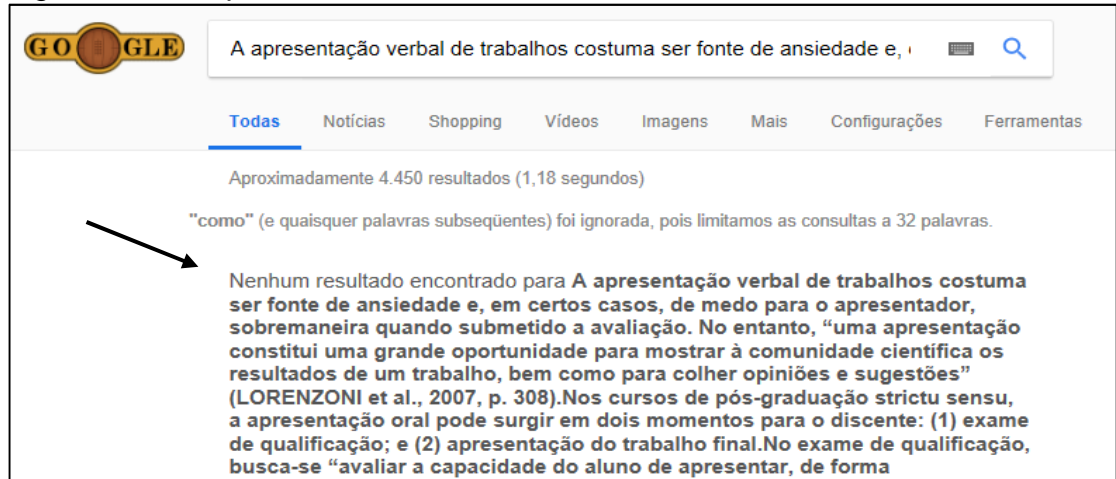 GOOGLE
A apresentação verbal de trabalhos costuma ser fonte de ansiedade e,
Todas Notícias Shopping Vídeos Imagens Mais Configurações Ferramentas
Aproximadamente 4.450 resultados (1,18 segundos)
"como" (e quaisquer palavras subseqüentes) foi ignorada, pois limitamos as consultas a 32 palavras.
Nenhum resultado encontrado para A apresentação verbal de trabalhos costuma
ser fonte de ansiedade e, em certos casos, de medo para o apresentador,
sobremaneira quando submetido a avaliação. No entanto, “uma apresentação
constitui uma grande oportunidade para mostrar à comunidade científica os
resultados de um trabalho, bem como para colher opiniões e sugestões”
(LORENZONI et al., 2007, p. 308).Nos cursos de pós-graduação strictu sensu,
a apresentação oral pode surgir em dois momentos para o discente: (1) exame
de qualificação; e (2) apresentação do trabalho final.No exame de qualificação,
busca-se “avaliar a capacidade do aluno de apresentar, de forma